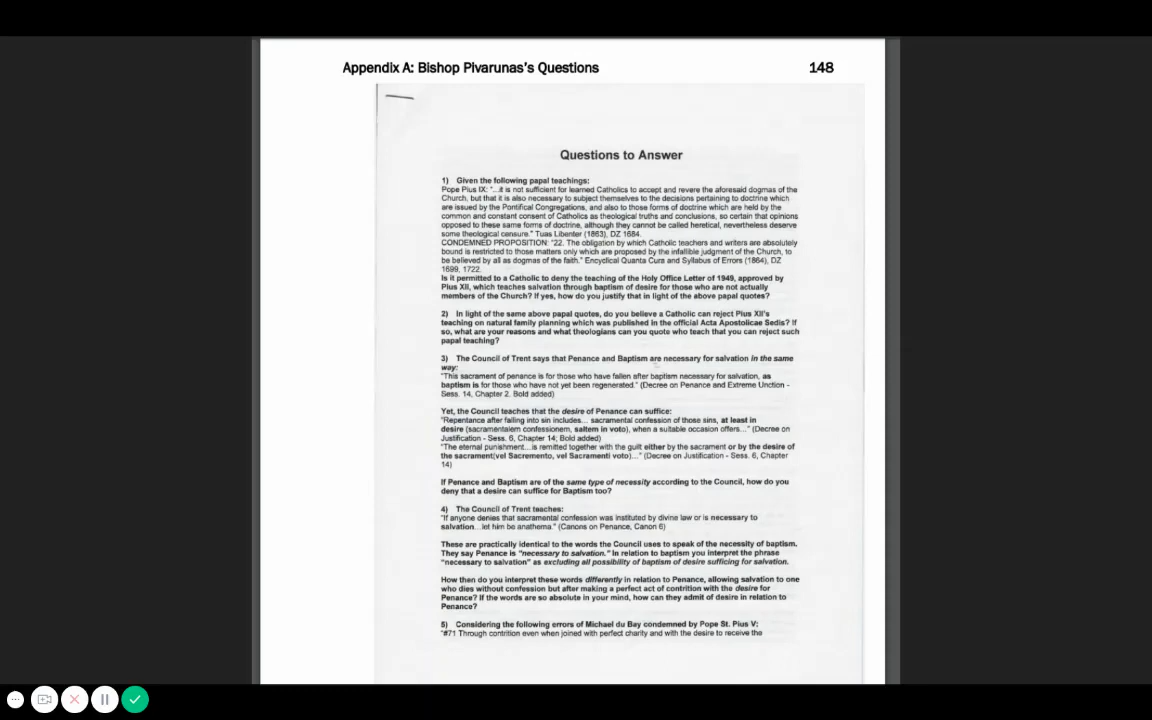 Appendix A: Bishop Pivarunas's Questions 148
Questions to Answer
1) Given the following papal teachings:
Pope Pius IX: "...it is not sufficient for learned Catholics to accept and revere the aforesaid dogmas of the
Church, but that it is also necessary to subject themselves to the decisions pertaining to doctrine which
are issued by the Pontifical Congregations, and also to those forms of doctrine which are held by the
common and constant consent of Catholics as theological truths and conclusions, so certain that opinions
opposed to these same forms of doctrine, although they cannot be called heretical, nevertheless deserve
some theological censure." Tuas Libenter (1863), DZ 1684.
CONDEMNED PROPOSITION: "22. The obligation by which Catholic teachers and writers are absolutely
bound is restricted to those matters only which are proposed by the infallible judgment of the Church, to
be believed by all as dogmas of the faith." Encyclical Quanta Cura and Syllabus of Errors (1864), DZ
1699, 1722.
Is it permitted to a Catholic to deny the teaching of the Holy Office Letter of 1949, approved by
Pius XII, which teaches salvation through baptism of desire for those who are not actually
members of the Church? If yes, how do you justify that in light of the above papal quotes?
2) In light of the same above papal quotes, do you believe a Catholic can reject Pius XII's
teaching on natural family planning which was published in the official Acta Apostolicae Sedis? If
so, what are your reasons and what theologians can you quote who teach that you can reject such
papal teaching?
3) The Council of Trent says that Penance and Baptism are necessary for salvation in the same
way:
"This sacrament of penance is for those who have fallen after baptism necessary for salvation, as
baptism is for those who have not yet been regenerated." (Decree on Penance and Extreme Unction -
Sess. 14, Chapter 2. Bold added)
Yet, the Council teaches that the desire of Penance can suffice:
"Repentance after falling into sin includes... sacramental confession of those sins, at least in
desire (sacramentalem confessionem, saltem in voto), when a suitable occasion offers..." (Decree on
Justification - Sess. 6, Chapter 14; Bold added)
"The eternal punishment...is remitted together with the guilt either by the sacrament or by the desire of
the sacrament(vel Sacremento, vel Sacramenti voto)..." (Decree on Justification - Sess. 6, Chapter
14)
If Penance and Baptism are of the same type of necessity according to the Council, how do you
deny that a desire can suffice for Baptism too?
4) The Council of Trent teaches:
"If anyone denies that sacramental confession was instituted by divine law or is necessary to
salvation...let him be anathema." (Canons on Penance, Canon 6)
These are practically identical to the words the Council uses to speak of the necessity of baptism.
They say Penance is "necessary to salvation." In relation to baptism you interpret the phrase
"necessary to salvation" as excluding all possibility of baptism of desire sufficing for salvation.
How then do you interpret these words differently in relation to Penance, allowing salvation to one
who dies without confession but after making a perfect act of contrition with the desire for
Penance? If the words are so absolute in your mind, how can they admit of desire in relation to
Penance?
5) Considering the following errors of Michael du Bay condemned by Pope St. Pius V:
"#71 Through contrition even when joined with perfect charity and with the desire to receive the